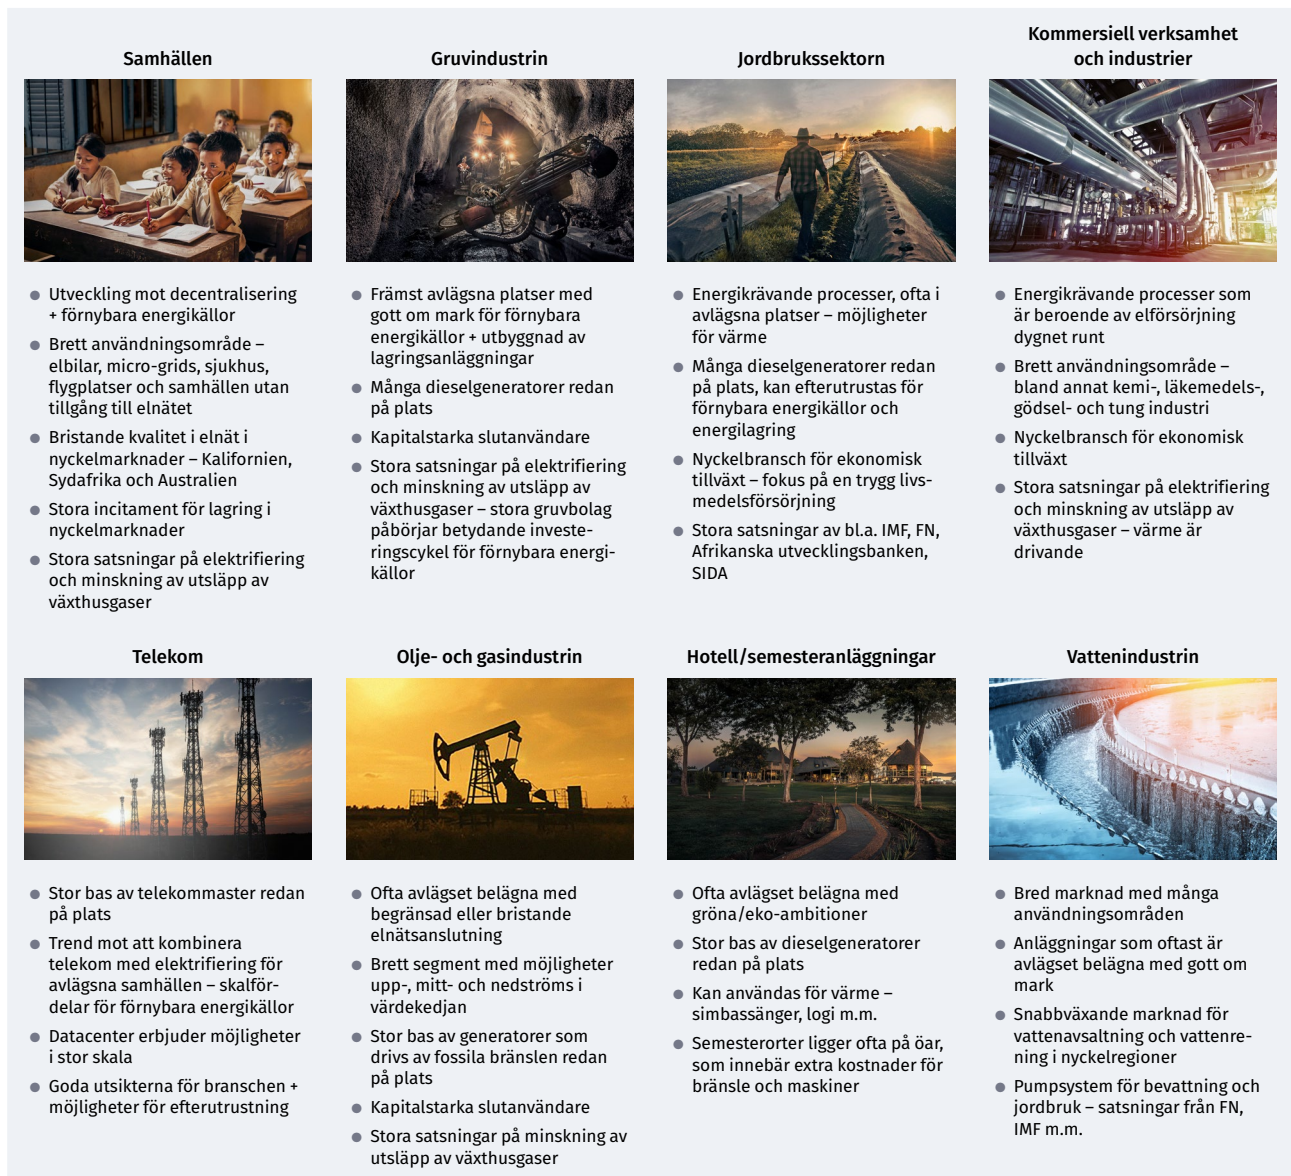 Samhällen
Utveckling mot decentralisering
+ förnybara energikällor
Brett användningsområde –
elbilar, micro-grids, sjukhus,
flygplatser och samhällen utan
tillgång till elnätet
Bristande kvalitet i elnät i
nyckelmarknader – Kalifornien,
Sydafrika och Australien
Stora incitament för lagring i
nyckelmarknader
Stora satsningar på elektrifiering
och minskning av utsläpp av
växthusgaser
Gruvindustrin
Främst avlägsna platser med
gott om mark för förnybara
energikällor + utbyggnad av
lagringsanläggningar
Många dieselgeneratorer redan
på plats
Kapitalstarka slutanvändare
Stora satsningar på elektrifiering
och minskning av utsläpp av
växthusgaser – stora gruvbolag
påbörjar betydande investe-
ringscykel för förnybara energi-
källor
Jordbrukssektorn
Energikrävande processer, ofta i
avlägsna platser – möjligheter
för värme
Många dieselgeneratorer redan
på plats, kan efterutrustas för
förnybara energikällor och
energilagring
Nyckelbransch för ekonomisk
tillväxt – fokus på en trygg livs-
medelsförsörjning
Stora satsningar av bl.a. IMF, FN,
Afrikanska utvecklingsbanken,
SIDA
Kommersiell verksamhet
och industrier
Energikrävande processer som
är beroende av elförsörjning
dygnet runt
Brett användningsområde –
bland annat kemi-, läkemedels-,
gödsel- och tung industri
Nyckelbransch för ekonomisk
tillväxt
Stora satsningar på elektrifiering
och minskning av utsläpp av
växthusgaser – värme är
drivande
Telekom
Stor bas av telekommaster redan
på plats
Trend mot att kombinera
telekom med elektrifiering för
avlägsna samhällen – skalför-
delar för förnybara energikällor
Datacenter erbjuder möjligheter
i stor skala
Goda utsikterna för branschen +
möjligheter för efterutrustning
Olje- och gasindustrin
Ofta avlägset belägna med
begränsad eller bristande
elnätsanslutning
Brett segment med möjligheter
upp-, mitt- och nedströms i
värdekedjan
Stor bas av generatorer som
drivs av fossila bränslen redan
på plats
Kapitalstarka slutanvändare
Stora satsningar på minskning av
utsläpp av växthusgaser
Hotell/semesteranläggningar
Ofta avlägset belägna med
gröna/eko-ambitioner
Stor bas av dieselgeneratorer
redan på plats
Kan användas för värme –
simbassänger, logi m.m.
Semesterorter ligger ofta på öar,
som innebär extra kostnader för
bränsle och maskiner
Vattenindustrin
Bred marknad med många
användningsområden
Anläggningar som oftast är
avlägset belägna med gott om
mark
Snabbväxande marknad för
vattenavsaltning och vattenre-
ning i nyckelregioner
Pumpsystem för bevattning och
jordbruk – satsningar från FN,
IMF m.m.